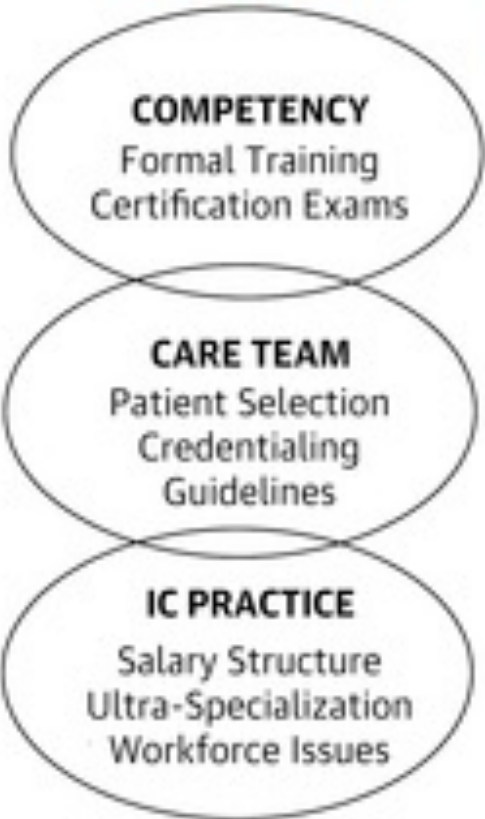 COMPETENCY
Formal Training
Certification Exams
CARE TEAM
Patient Selection
Credentialing
Guidelines
IC PRACTICE
Salary Structure
Ultra-Specialization
Workforce Issues